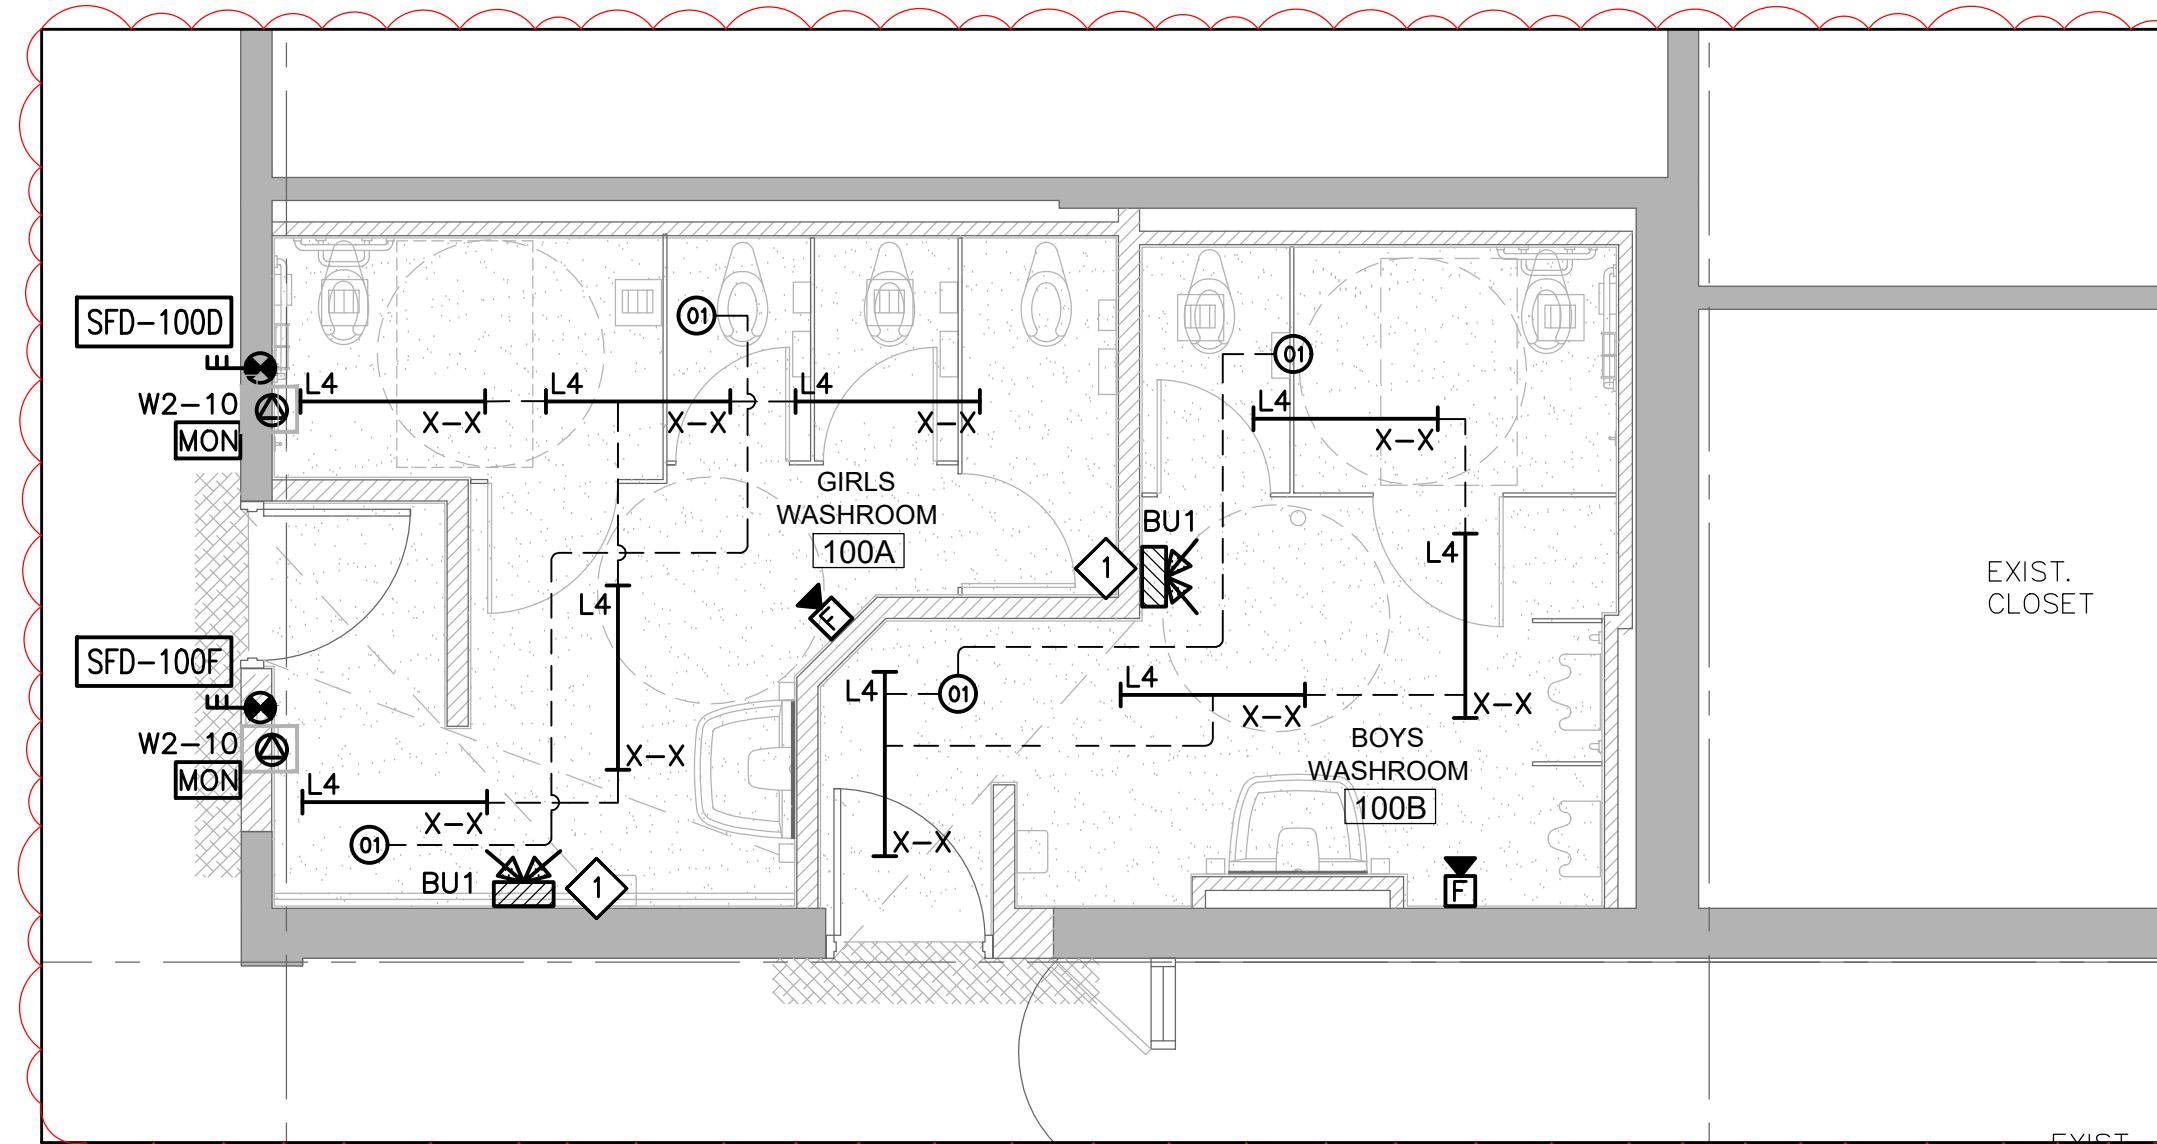 SFD-100D
01
01
W2-10
MON
L4
X-X
L4
X-X
L4
X-X
L4
X-X
GIRLS
WASHROOM
100A
BU1
1
L4
EXIST.
CLOSET
L4
F
SFD-100F
L4
01
L4
X-X
X-X
W2-10
MON
X-X
BOYS
WASHROOM
100B
L4
X-X
X-X
01
BU1
1
F